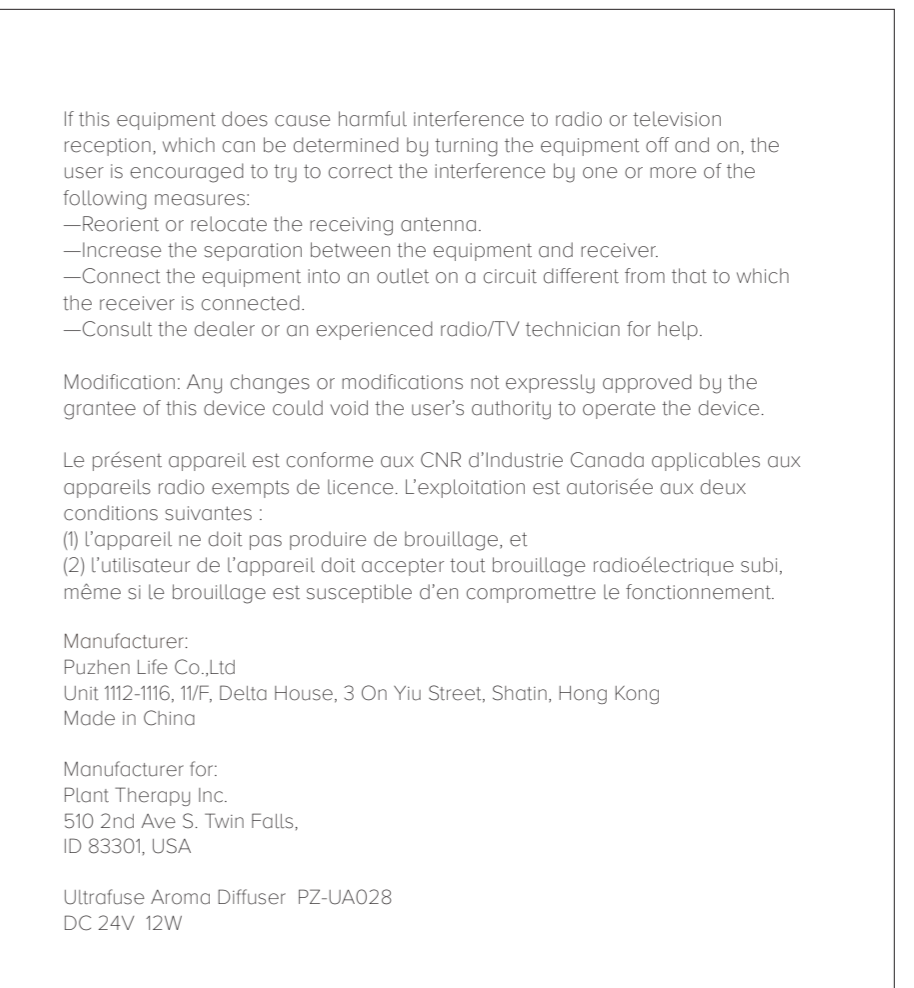 If this equipment does cause harmful interference to radio or television
reception, which can be determined by turning the equipment off and on, the
user is encouraged to try to correct the interference by one or more of the
following measures:
—Reorient or relocate the receiving antenna.
—Increase the separation between the equipment and receiver.
—Connect the equipment into an outlet on a circuit different from that to which
the receiver is connected.
—Consult the dealer or an experienced radio/TV technician for help.
Modification: Any changes or modifications not expressly approved by the
grantee of this device could void the user's authority to operate the device.
Le présent appareil est conforme aux CNR d'Industrie Canada applicables aux
appareils radio exempts de licence. L'exploitation est autorisée aux deux
conditions suivantes :
(1) l'appareil ne doit pas produire de brouillage, et
(2) l'utilisateur de l'appareil doit accepter tout brouillage radioélectrique subi,
même si le brouillage est susceptible d'en compromettre le fonctionnement.
Manufacturer:
Puzhen Life Co.,Ltd
Unit 1112-1116, 11/F, Delta House, 3 On Yiu Street, Shatin, Hong Kong
Made in China
Manufacturer for:
Plant Therapy Inc.
510 2nd Ave S. Twin Falls,
ID 83301, USA
Ultrafuse Aroma Diffuser  PZ-UA028
DC 24V  12W